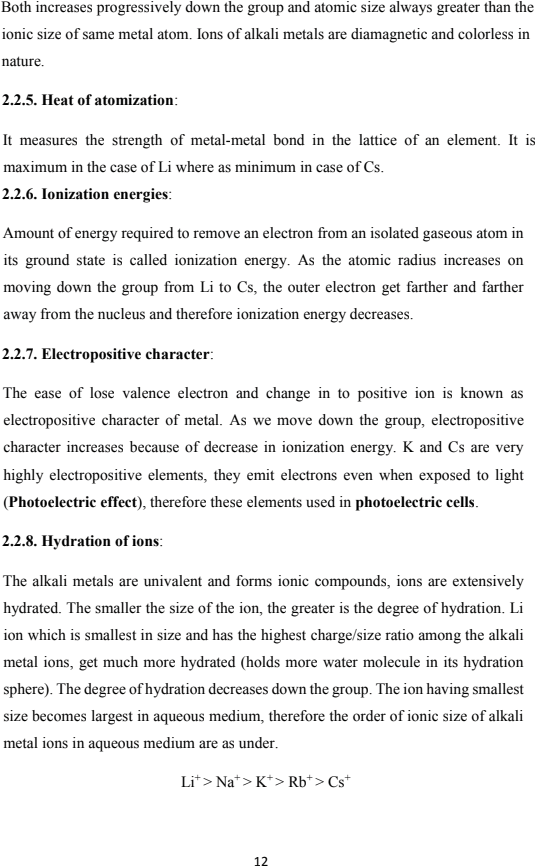 Both increases progressively down the group and atomic size always greater than the
ionic size of same metal atom. Ions of alkali metals are diamagnetic and colorless in
nature.
2.2.5. Heat of atomization:
It measures the strength of metal-metal bond in the lattice of an element. It is
maximum in the case of Li where as minimum in case of Cs.
2.2.6. Ionization energies:
Amount of energy required to remove an electron from an isolated gaseous atom in
its ground state is called ionization energy. As the atomic radius increases on
moving down the group from Li to Cs, the outer electron get farther and farther
away from the nucleus and therefore ionization energy decreases.
2.2.7. Electropositive character:
The ease of lose valence electron and change in to positive ion is known as
electropositive character of metal. As we move down the group, electropositive
character increases because of decrease in ionization energy. K and Cs are very
highly electropositive elements, they emit electrons even when exposed to light
(Photoelectric effect), therefore these elements used in photoelectric cells.
2.2.8. Hydration of ions:
The alkali metals are univalent and forms ionic compounds, ions are extensively
hydrated. The smaller the size of the ion, the greater is the degree of hydration. Li
ion which is smallest in size and has the highest charge/size ratio among the alkali
metal ions, get much more hydrated (holds more water molecule in its hydration
sphere). The degree of hydration decreases down the group. The ion having smallest
size becomes largest in aqueous medium, therefore the order of ionic size of alkali
metal ions in aqueous medium are as under.
Li⁺ > Na⁺ > K⁺ > Rb⁺ > Cs⁺
12